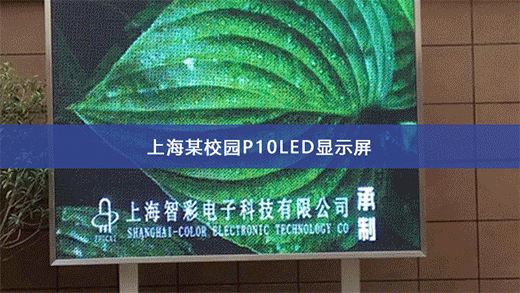 上海某校园P10LED显示屏
上海智彩电子科技有限公司
SHANGHAI-COLOR ELECTRONIC TECHNOLOGY CO
承制
ZHICAI